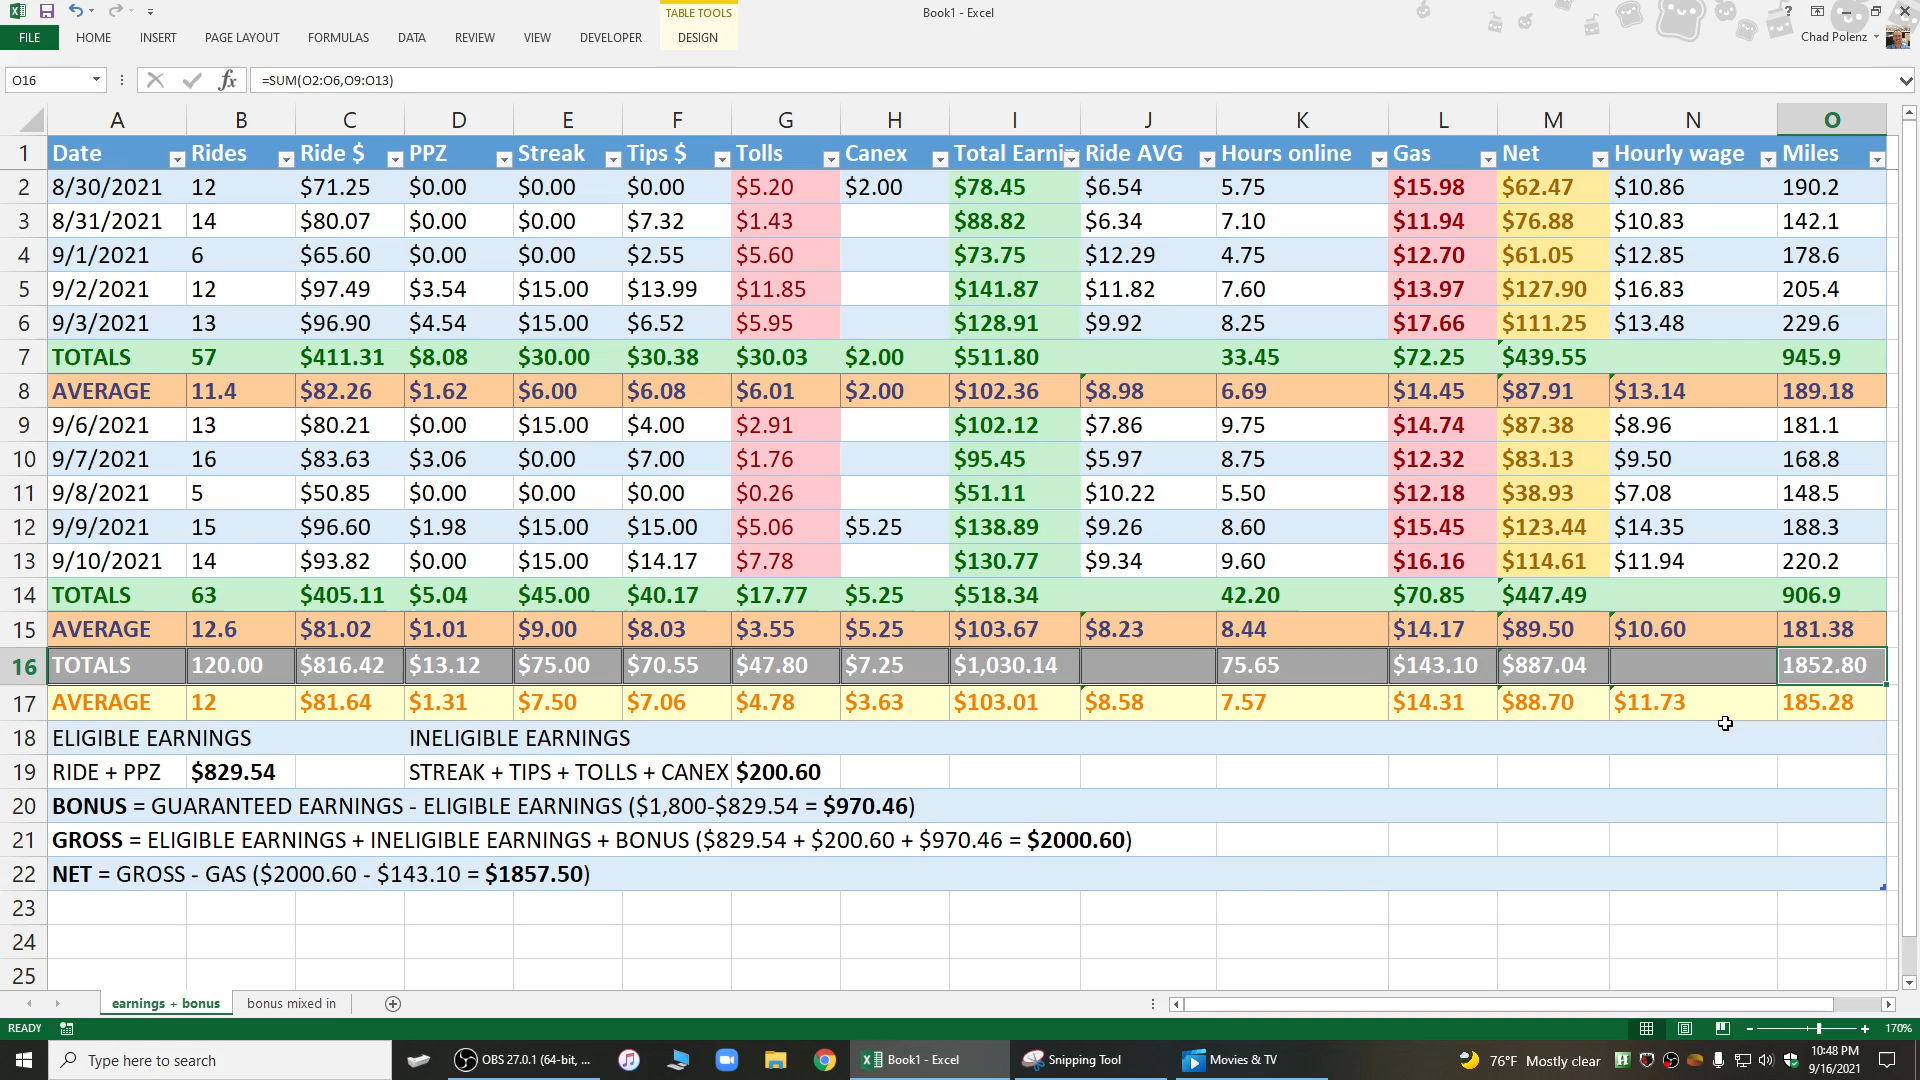 TABLE TOOLS
Book1 - Excel
?
FILE HOME INSERT PAGE LAYOUT FORMULAS DATA REVIEW VIEW DEVELOPER DESIGN Chad Polenz
O16 fx =SUM(O2:O6,O9:O13)
A B C D E F G H I J K L M N O
1 Date Rides Ride $ PPZ Streak Tips $ Tolls Canex Total Earnin Ride AVG Hours online Gas Net Hourly wage Miles
2 8/30/2021 12 $71.25 $0.00 $0.00 $0.00 $5.20 $2.00 $78.45 $6.54 5.75 $15.98 $62.47 $10.86 190.2
3 8/31/2021 14 $80.07 $0.00 $0.00 $7.32 $1.43 $88.82 $6.34 7.10 $11.94 $76.88 $10.83 142.1
4 9/1/2021 6 $65.60 $0.00 $0.00 $2.55 $5.60 $73.75 $12.29 4.75 $12.70 $61.05 $12.85 178.6
5 9/2/2021 12 $97.49 $3.54 $15.00 $13.99 $11.85 $141.87 $11.82 7.60 $13.97 $127.90 $16.83 205.4
6 9/3/2021 13 $96.90 $4.54 $15.00 $6.52 $5.95 $128.91 $9.92 8.25 $17.66 $111.25 $13.48 229.6
7 TOTALS 57 $411.31 $8.08 $30.00 $30.38 $30.03 $2.00 $511.80 33.45 $72.25 $439.55 945.9
8 AVERAGE 11.4 $82.26 $1.62 $6.00 $6.08 $6.01 $2.00 $102.36 $8.98 6.69 $14.45 $87.91 $13.14 189.18
9 9/6/2021 13 $80.21 $0.00 $15.00 $4.00 $2.91 $102.12 $7.86 9.75 $14.74 $87.38 $8.96 181.1
10 9/7/2021 16 $83.63 $3.06 $0.00 $7.00 $1.76 $95.45 $5.97 8.75 $12.32 $83.13 $9.50 168.8
11 9/8/2021 5 $50.85 $0.00 $0.00 $0.00 $0.26 $51.11 $10.22 5.50 $12.18 $38.93 $7.08 148.5
12 9/9/2021 15 $96.60 $1.98 $15.00 $15.00 $5.06 $5.25 $138.89 $9.26 8.60 $15.45 $123.44 $14.35 188.3
13 9/10/2021 14 $93.82 $0.00 $15.00 $14.17 $7.78 $130.77 $9.34 9.60 $16.16 $114.61 $11.94 220.2
14 TOTALS 63 $405.11 $5.04 $45.00 $40.17 $17.77 $5.25 $518.34 42.20 $70.85 $447.49 906.9
15 AVERAGE 12.6 $81.02 $1.01 $9.00 $8.03 $3.55 $5.25 $103.67 $8.23 8.44 $14.17 $89.50 $10.60 181.38
16 TOTALS 120.00 $816.42 $13.12 $75.00 $70.55 $47.80 $7.25 $1,030.14 75.65 $143.10 $887.04 1852.80
17 AVERAGE 12 $81.64 $1.31 $7.50 $7.06 $4.78 $3.63 $103.01 $8.58 7.57 $14.31 $88.70 $11.73 185.28
18 ELIGIBLE EARNINGS INELIGIBLE EARNINGS
19 RIDE + PPZ $829.54 STREAK + TIPS + TOLLS + CANEX $200.60
20 BONUS = GUARANTEED EARNINGS - ELIGIBLE EARNINGS ($1,800-$829.54 = $970.46)
21 GROSS = ELIGIBLE EARNINGS + INELIGIBLE EARNINGS + BONUS ($829.54 + $200.60 + $970.46 = $2000.60)
22 NET = GROSS - GAS ($2000.60 - $143.10 = $1857.50)
23
24
25
earnings + bonus bonus mixed in
READY 170%
Type here to search OBS 27.0.1 (64-bit, ... Book1 - Excel Snipping Tool Movies & TV 76°F Mostly clear 10:48 PM
9/16/2021